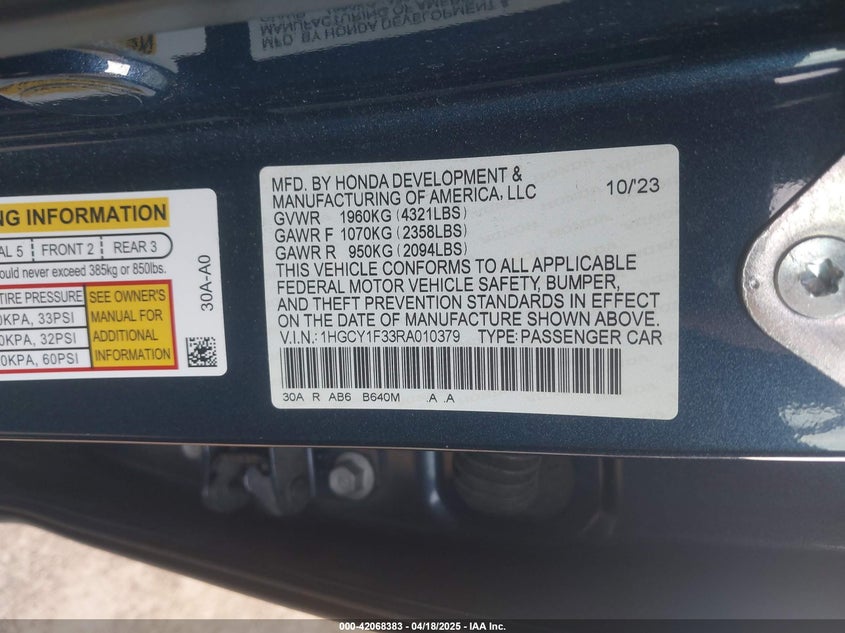 MFD. BY HONDA DEVELOPMENT &
MANUFACTURING OF AMERICA, LLC 10/'23
GVWR 1960KG (4321LBS)
GAWR F 1070KG (2358LBS)
GAWR R 950KG (2094LBS)
THIS VEHICLE CONFORMS TO ALL APPLICABLE
FEDERAL MOTOR VEHICLE SAFETY, BUMPER,
AND THEFT PREVENTION STANDARDS IN EFFECT
ON THE DATE OF MANUFACTURE SHOWN ABOVE.
V.I.N.:1HGCY1F33RA010379 TYPE:PASSENGER CAR
30A R AB6 B640M .A .A
NG INFORMATION
AL 5 FRONT 2 REAR 3
ould never exceed 385kg or 850lbs.
TIRE PRESSURE
0KPA, 33PSI
0KPA, 32PSI
0KPA, 60PSI
SEE OWNER'S
MANUAL FOR
ADDITIONAL
INFORMATION
30A-A0
000-42068383 / 04/18/2025 - IAA Inc.